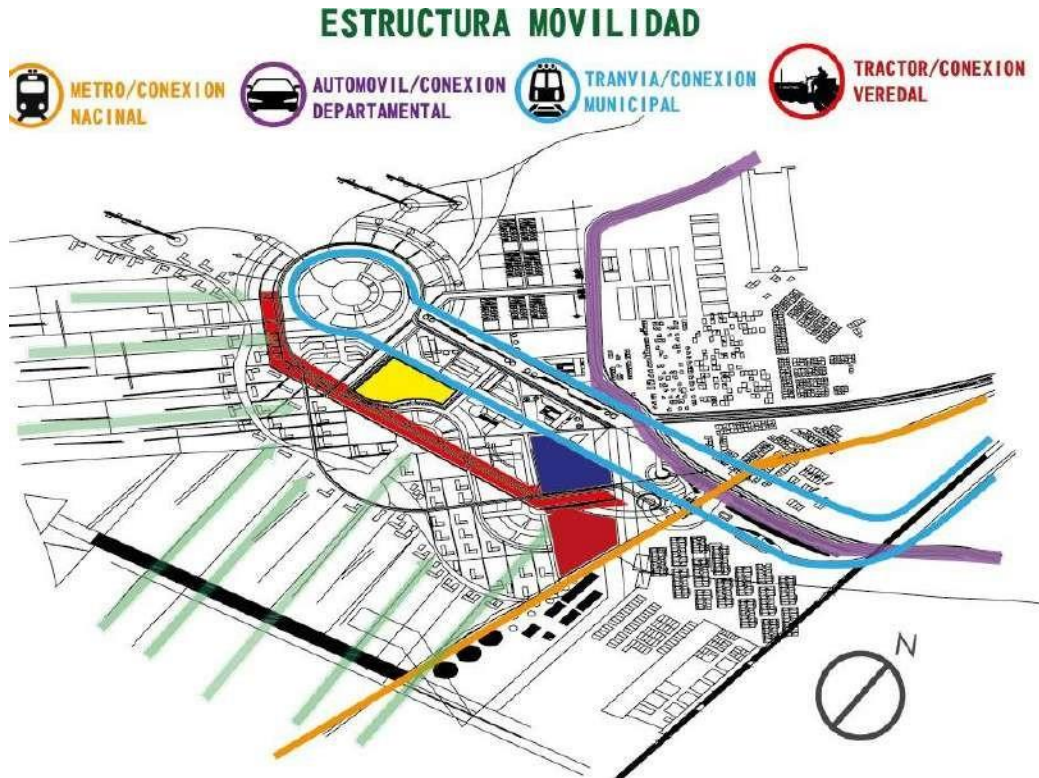 ESTRUCTURA MOVILIDAD
METRO/CONEXION
NACINAL
AUTOMOVIL/CONEXION
DEPARTAMENTAL
TRANVIA/CONEXION
MUNICIPAL
TRACTOR/CONEXION
VEREDAL
N